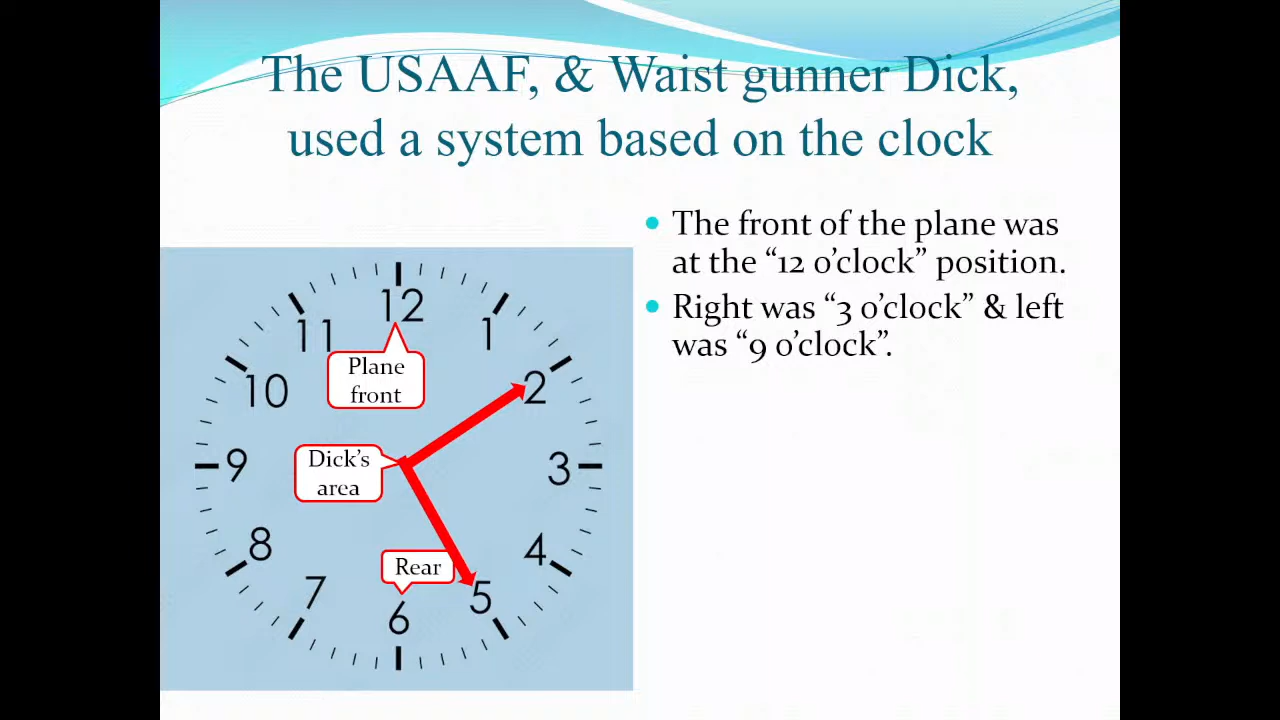 The USAAF, & Waist gunner Dick,
used a system based on the clock
The front of the plane was
at the “12 o’clock” position.
Right was “3 o’clock” & left
was “9 o’clock”.
12
11
1
Plane
front
10
2
Dick’s
area
9
3
8
4
Rear
7
5
6